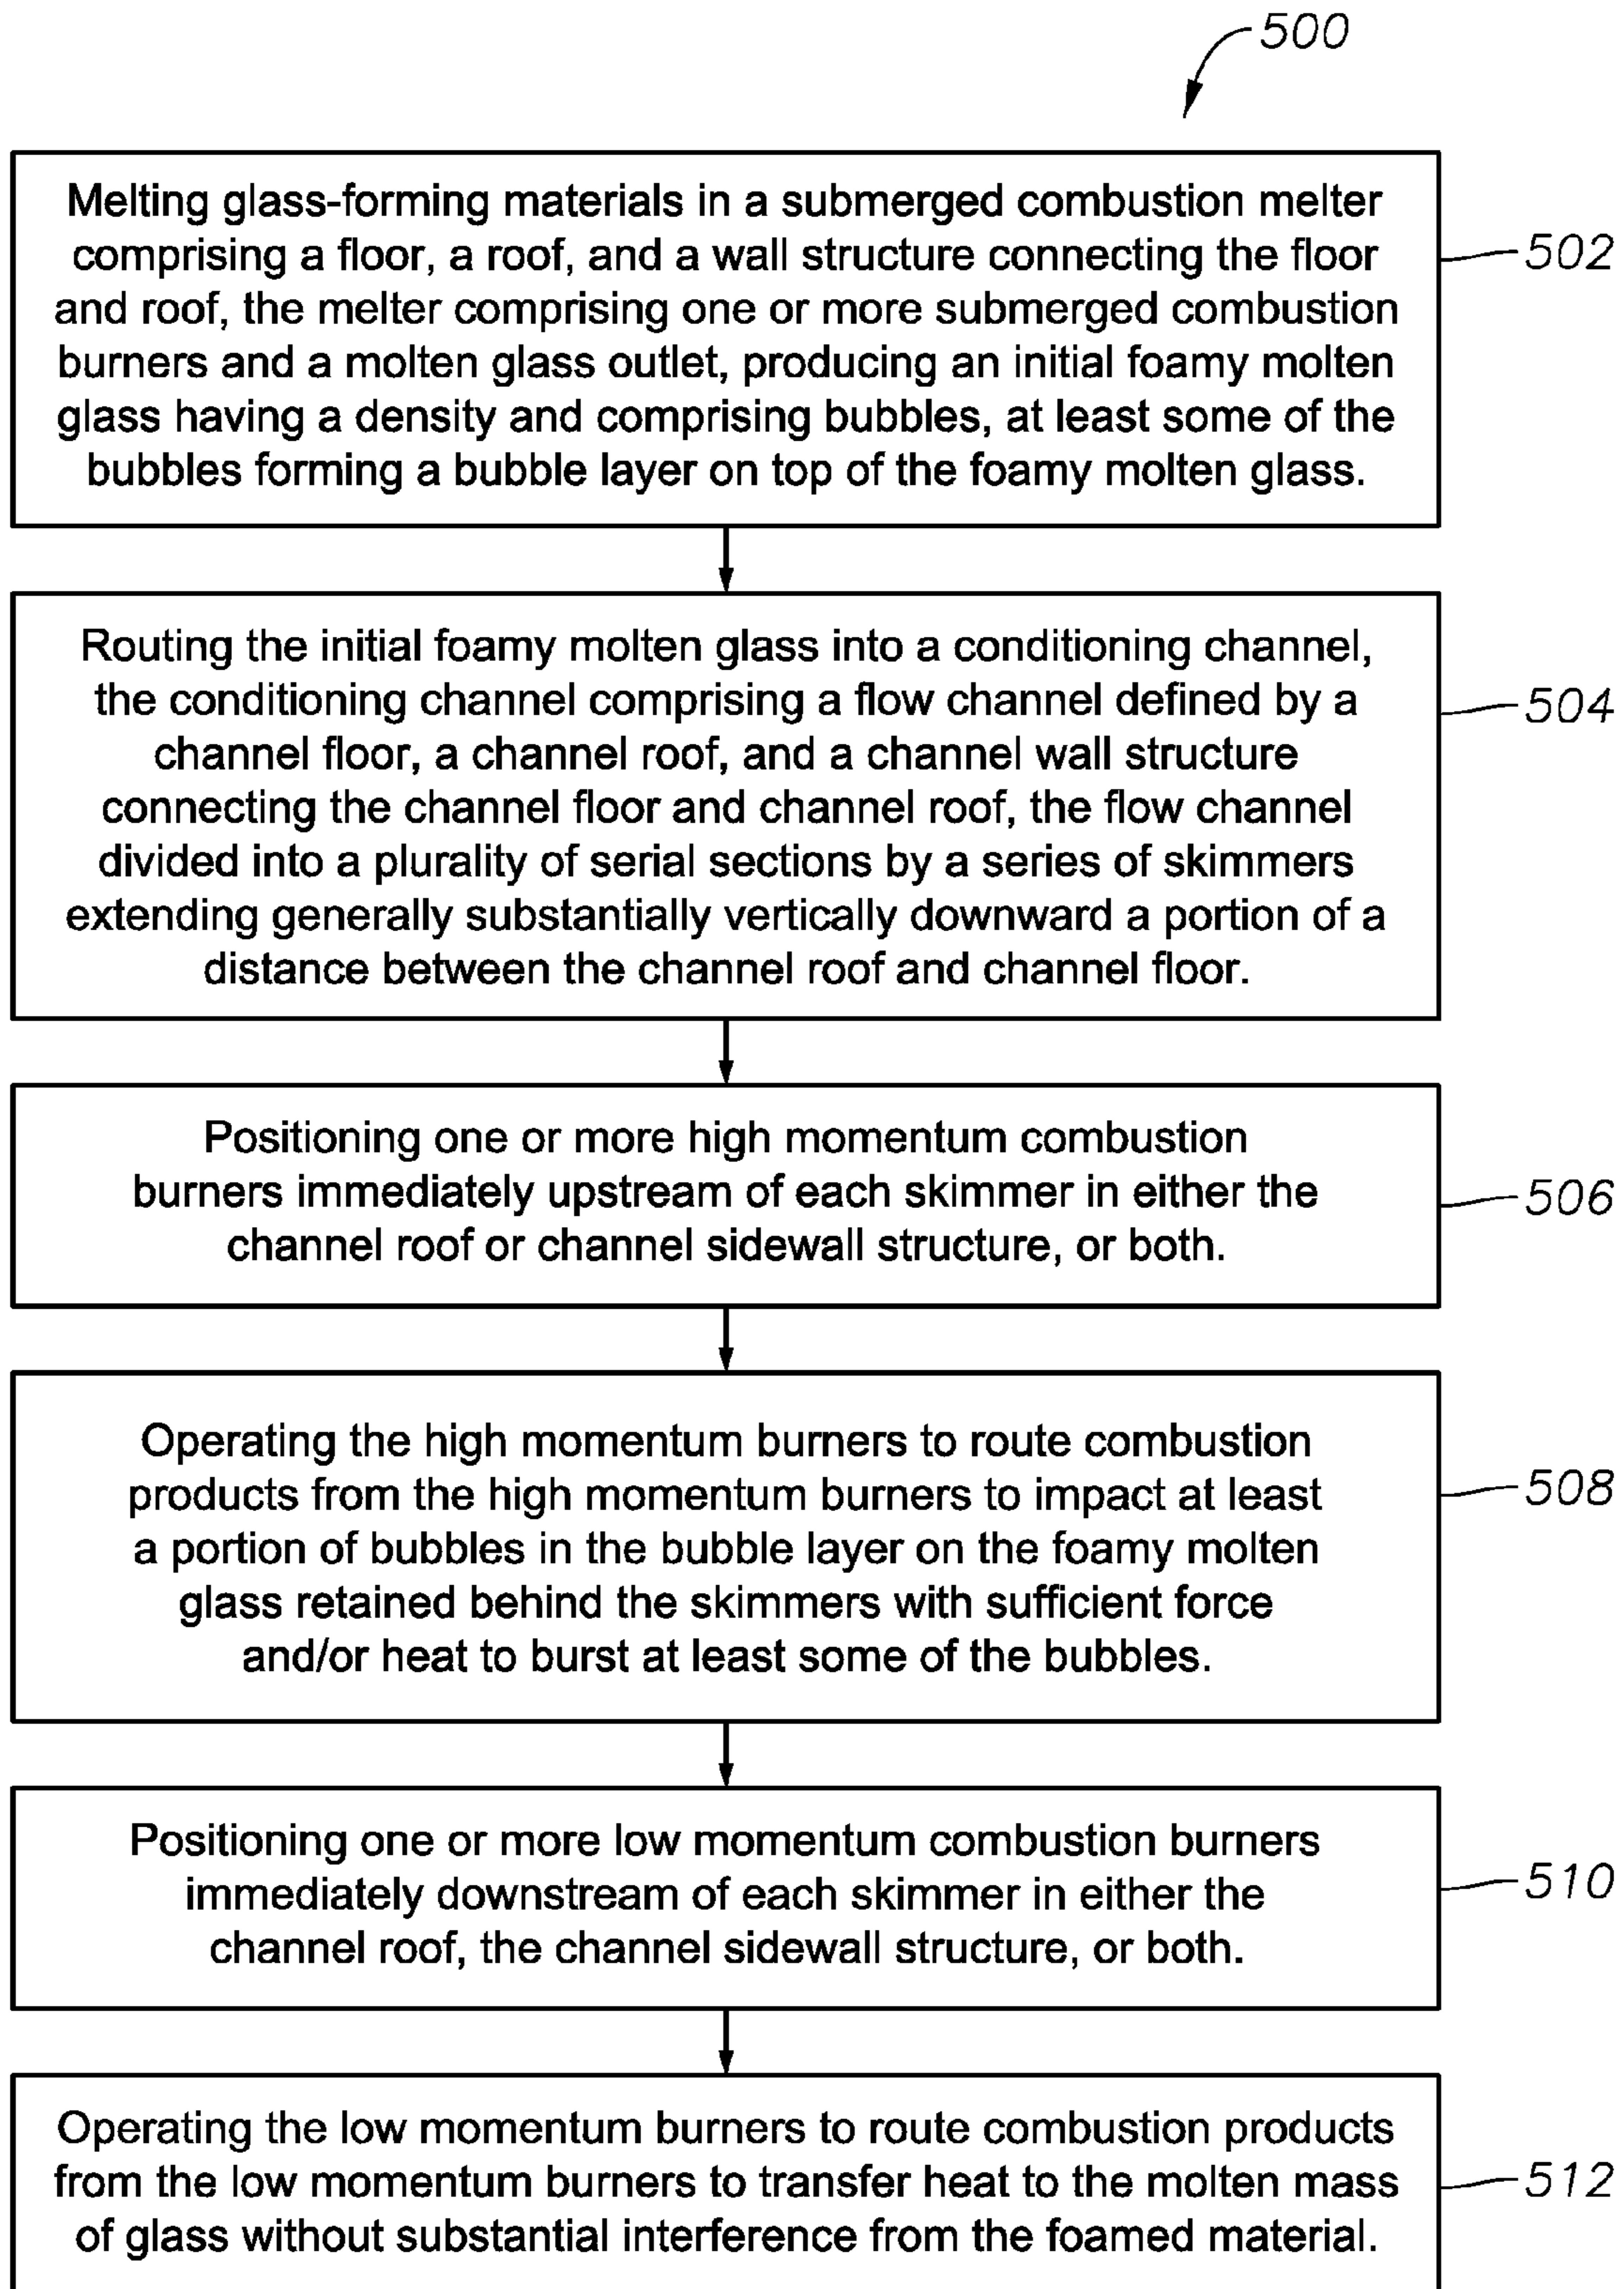 500
Melting glass-forming materials in a submerged combustion melter
comprising a floor, a roof, and a wall structure connecting the floor
and roof, the melter comprising one or more submerged combustion
burners and a molten glass outlet, producing an initial foamy molten
glass having a density and comprising bubbles, at least some of the
bubbles forming a bubble layer on top of the foamy molten glass.
502
Routing the initial foamy molten glass into a conditioning channel,
the conditioning channel comprising a flow channel defined by a
channel floor, a channel roof, and a channel wall structure
connecting the channel floor and channel roof, the flow channel
divided into a plurality of serial sections by a series of skimmers
extending generally substantially vertically downward a portion of a
distance between the channel roof and channel floor.
504
Positioning one or more high momentum combustion
burners immediately upstream of each skimmer in either the
channel roof or channel sidewall structure, or both.
506
Operating the high momentum burners to route combustion
products from the high momentum burners to impact at least
a portion of bubbles in the bubble layer on the foamy molten
glass retained behind the skimmers with sufficient force
and/or heat to burst at least some of the bubbles.
508
Positioning one or more low momentum combustion burners
immediately downstream of each skimmer in either the
channel roof, the channel sidewall structure, or both.
510
Operating the low momentum burners to route combustion products
from the low momentum burners to transfer heat to the molten mass
of glass without substantial interference from the foamed material.
512